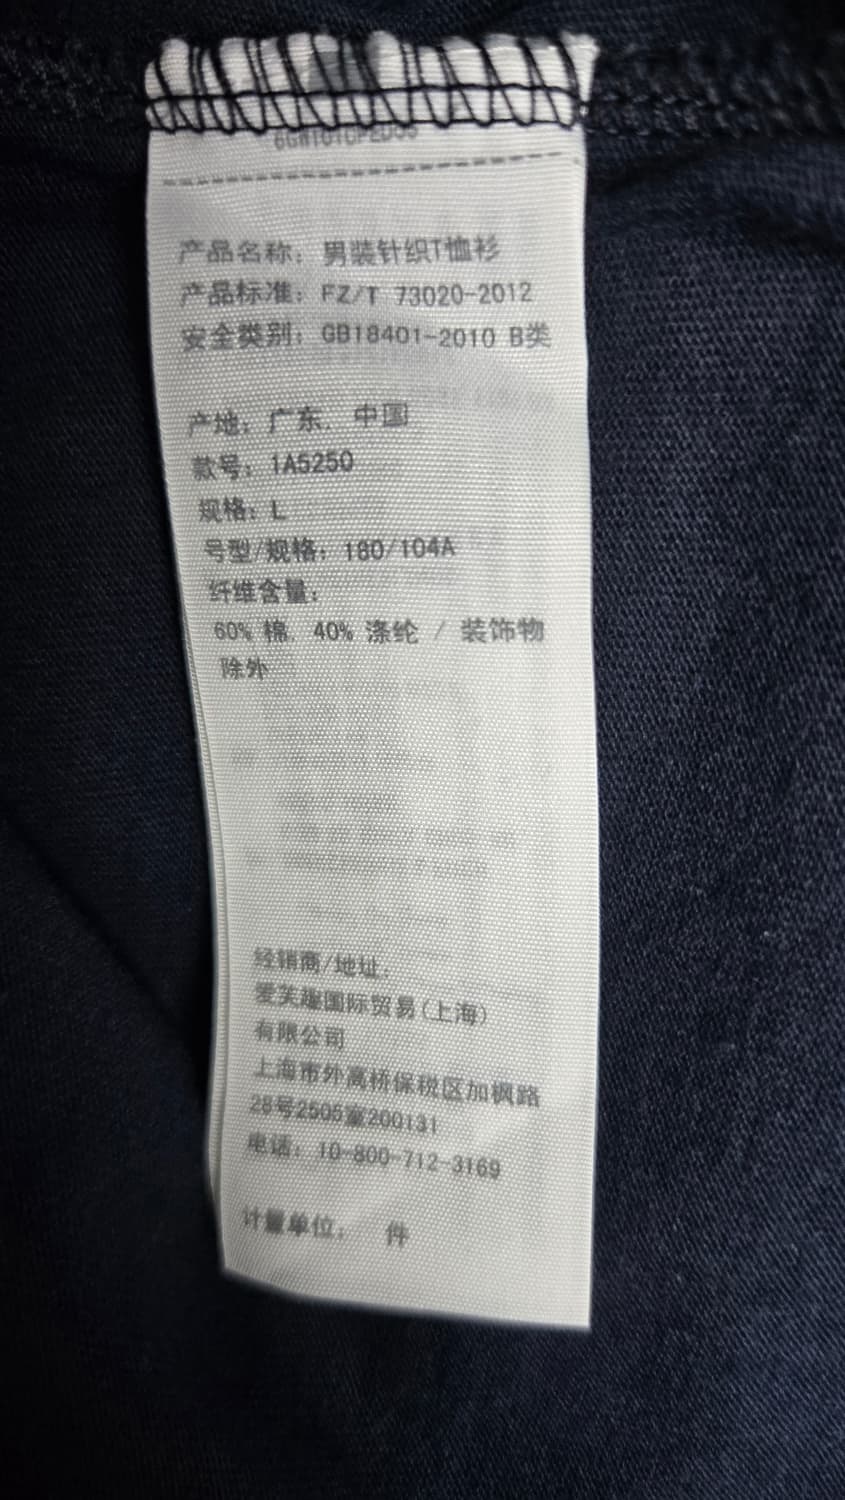 产品名称: 男装针织T恤衫
产品标准: FZ/T 73020-2012
安全类别: GB18401-2010 B类
产地: 广东, 中国
款号: 1A5250
规格: L
号型/规格: 180/104A
纤维含量:
60% 棉, 40% 涤纶 / 装饰物
除外
经销商/地址:
爱芙趣国际贸易(上海)
有限公司
上海市外高桥保税区加枫路
26号2505室200131
电话: 10-800-712-3169
计量单位: 件